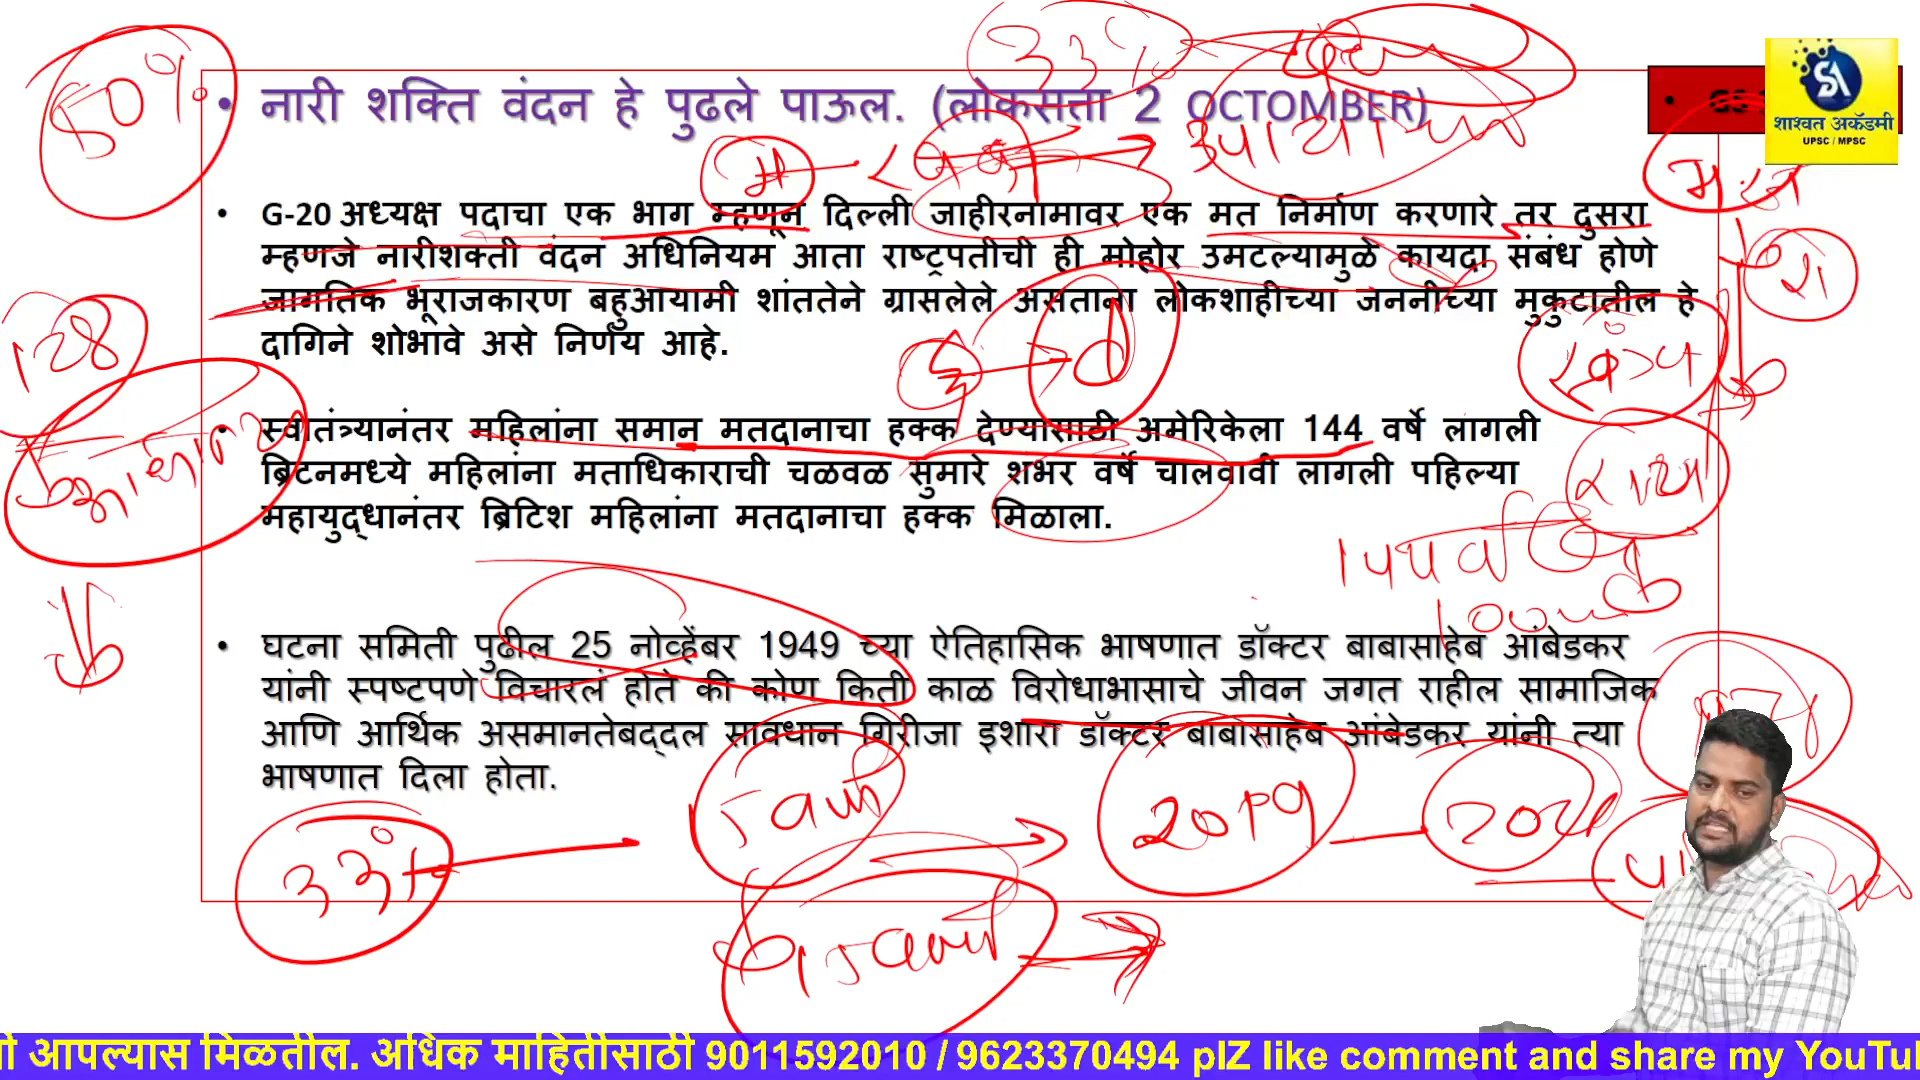 50%
33%
• नारी शक्ति वंदन हे पुढले पाऊल. (लोकसत्ता 2 OCTOMBER)
शाश्वत अकॅडमी
UPSC / MPSC
• G-20 अध्यक्ष पदाचा एक भाग म्हणून दिल्ली जाहीरनामावर एक मत निर्माण करणारे तर दुसरा
म्हणजे नारीशक्ती वंदन अधिनियम आता राष्ट्रपतीची ही मोहोर उमटल्यामुळे कायदा संबंध होणे
जागतिक भूराजकारण बहुआयामी शांततेने ग्रासलेले असताना लोकशाहीच्या जननीच्या मुकुटातील हे
दागिने शोभावे असे निर्णय आहे.
128
• स्वातंत्र्यानंतर महिलांना समान मतदानाचा हक्क देण्यासाठी अमेरिकेला 144 वर्षे लागली
ब्रिटनमध्ये महिलांना मताधिकाराची चळवळ सुमारे शंभर वर्षे चालवावी लागली पहिल्या
महायुद्धानंतर ब्रिटिश महिलांना मतदानाचा हक्क मिळाला.
• घटना समिती पुढील 25 नोव्हेंबर 1949 च्या ऐतिहासिक भाषणात डॉक्टर बाबासाहेब आंबेडकर
यांनी स्पष्टपणे विचारलं होते की कोण किती काळ विरोधाभासाचे जीवन जगत राहील सामाजिक
आणि आर्थिक असमानतेबद्दल सावधान गिरीजा इशारा डॉक्टर बाबासाहेब आंबेडकर यांनी त्या
भाषणात दिला होता.
33%
2019
ती आपल्यास मिळतील. अधिक माहितीसाठी 9011592010 / 9623370494 plZ like comment and share my YouTu